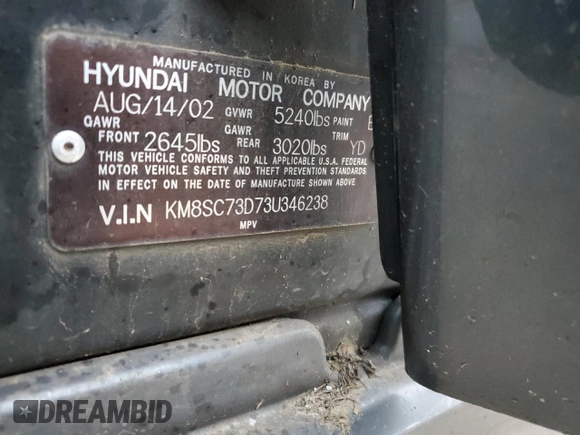 MANUFACTURED IN KOREA BY
HYUNDAI MOTOR COMPANY
AUG/14/02 GVWR 5240lbs PAINT
GAWR FRONT 2645lbs GAWR REAR 3020lbs TRIM YD
THIS VEHICLE CONFORMS TO ALL APPLICABLE U.S.A. FEDERAL
MOTOR VEHICLE SAFETY AND THEFT PREVENTION STANDARDS
IN EFFECT ON THE DATE OF MANUFACTURE SHOWN ABOVE
V.I.N KM8SC73D73U346238
MPV
DREAMBID